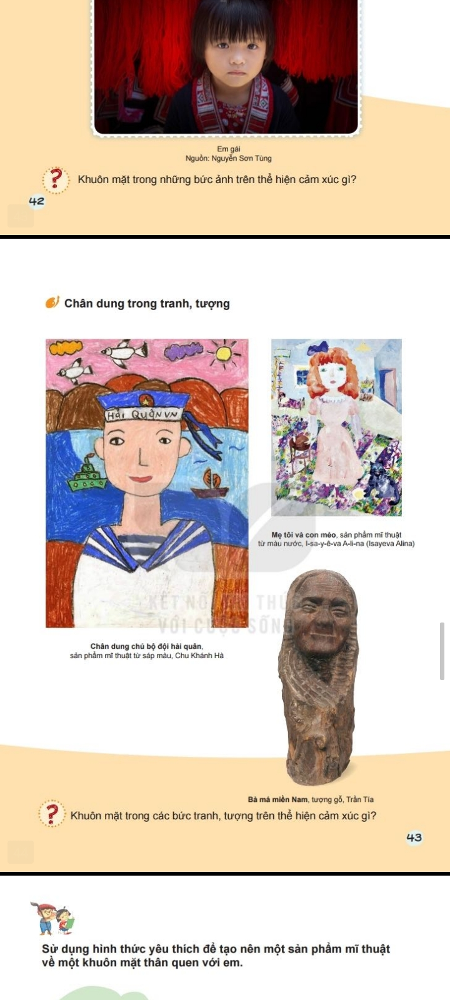 Em gái
Nguồn: Nguyễn Sơn Tùng
? Khuôn mặt trong những bức ảnh trên thể hiện cảm xúc gì?
42
Chân dung trong tranh, tượng
Hải QuÂN VN
Mẹ tôi và con mèo, sản phẩm mĩ thuật
từ màu nước, I-sa-y-ê-va A-li-na (Isayeva Alina)
KẾT NỐI TRI THỨC
VỚI CUỘC SỐNG
Chân dung chú bộ đội hải quân,
sản phẩm mĩ thuật từ sáp màu, Chu Khánh Hà
Bà má miền Nam, tượng gỗ, Trần Tía
? Khuôn mặt trong các bức tranh, tượng trên thể hiện cảm xúc gì?
43
Sử dụng hình thức yêu thích để tạo nên một sản phẩm mĩ thuật
về một khuôn mặt thân quen với em.